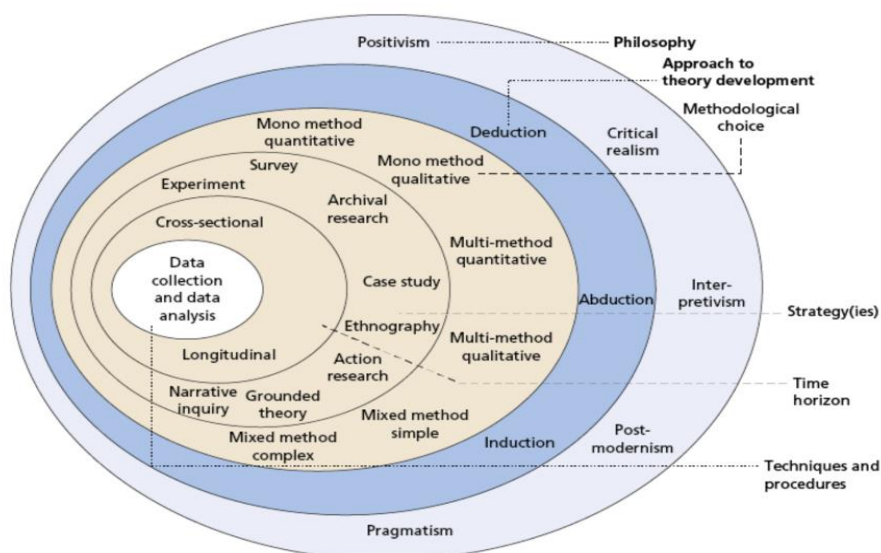 Positivism
Philosophy
Approach to
theory development
Methodological
choice
Mono method
quantitative
Deduction
Critical
realism
Survey
Mono method
qualitative
Experiment
Archival
research
Cross-sectional
Data
collection
and data
analysis
Multi-method
quantitative
Case study
Inter-
pretivism
Abduction
Strategy(ies)
Ethnography
Multi-method
qualitative
Longitudinal
Action
research
Time
horizon
Narrative
inquiry
Grounded
theory
Mixed method
simple
Mixed method
complex
Induction
Post-
modernism
Techniques and
procedures
Pragmatism